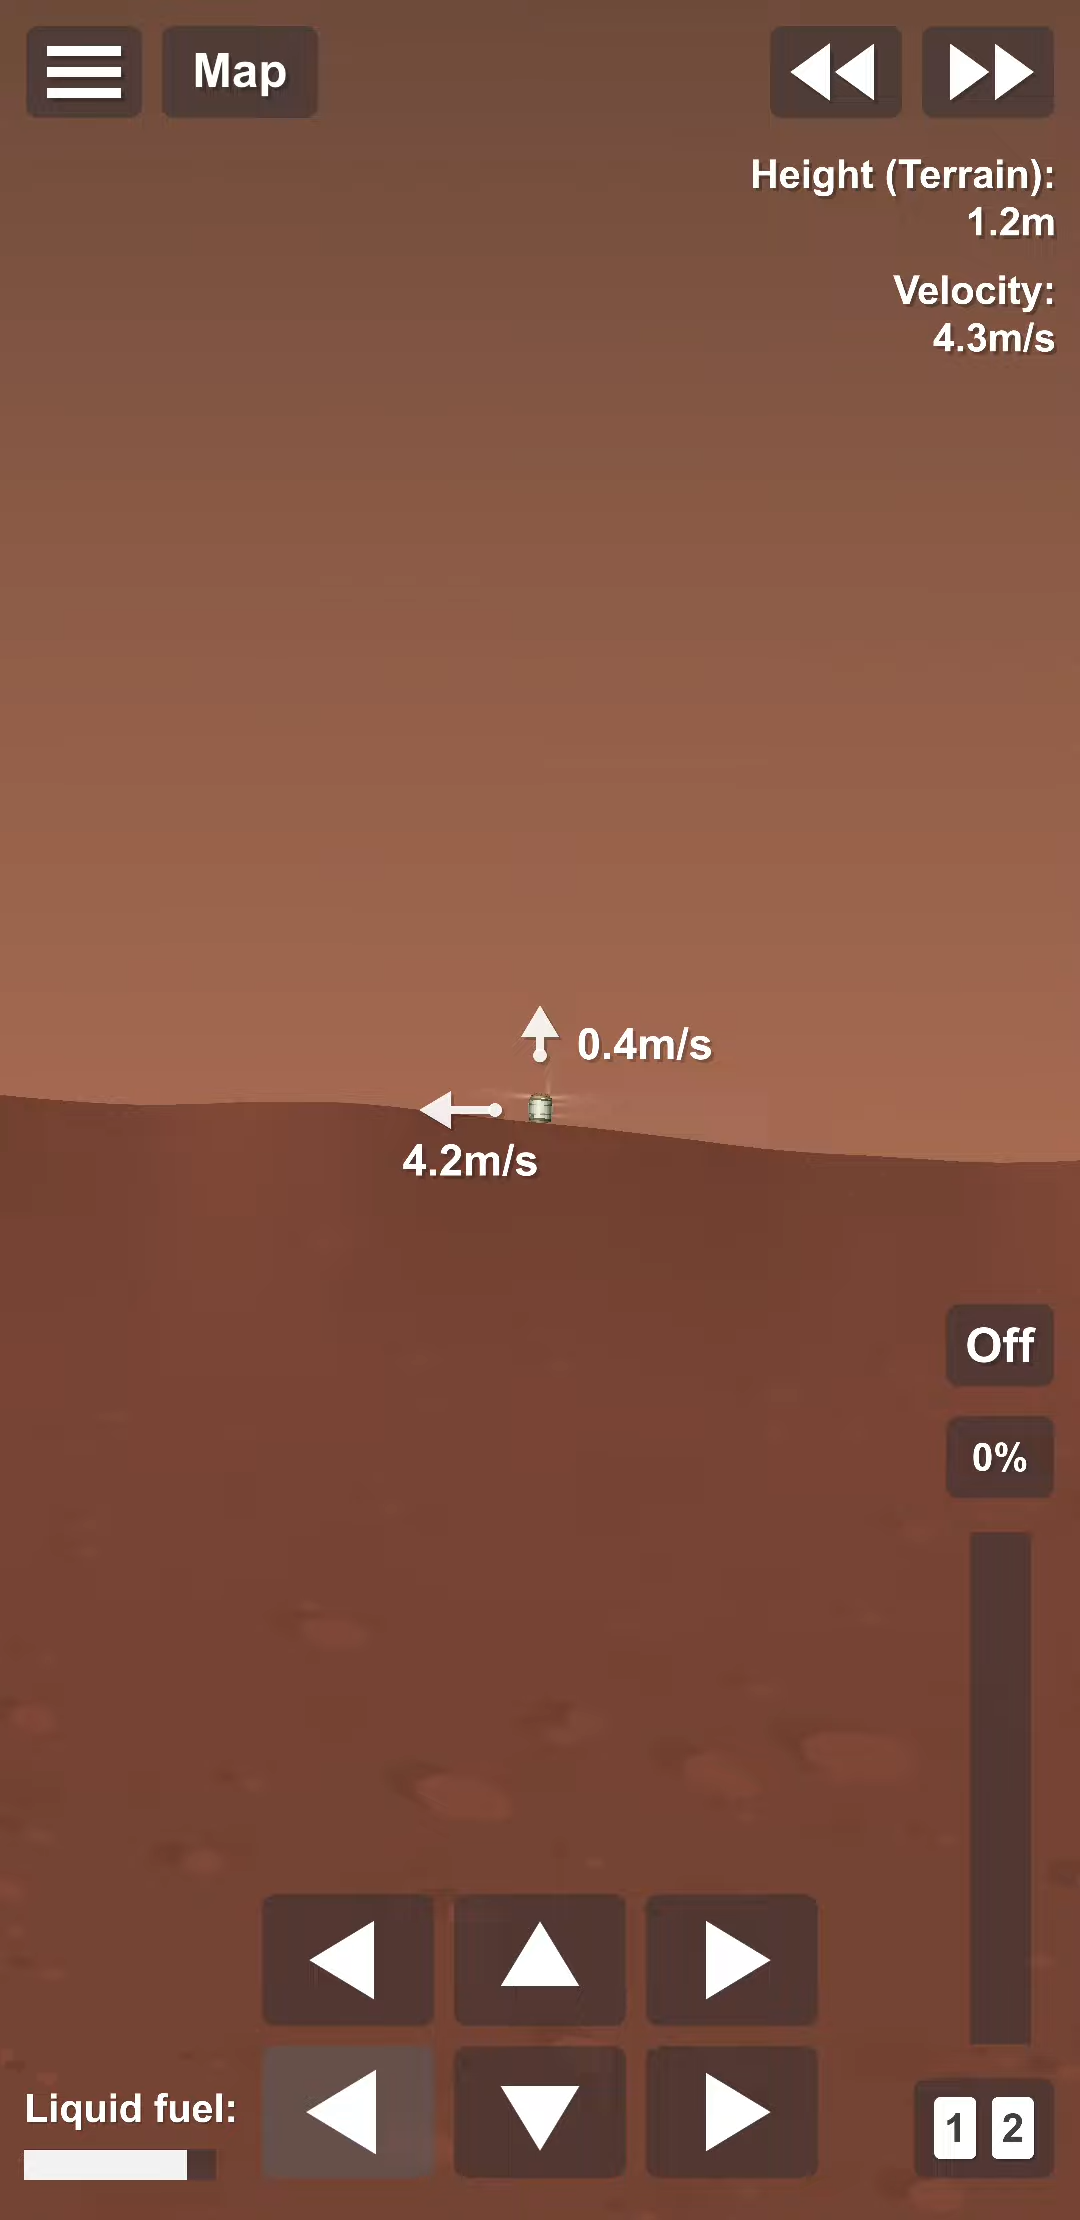 Map
Height (Terrain):
1.2m
Velocity:
4.3m/s
0.4m/s
4.2m/s
Off
0%
Liquid fuel:
1 2